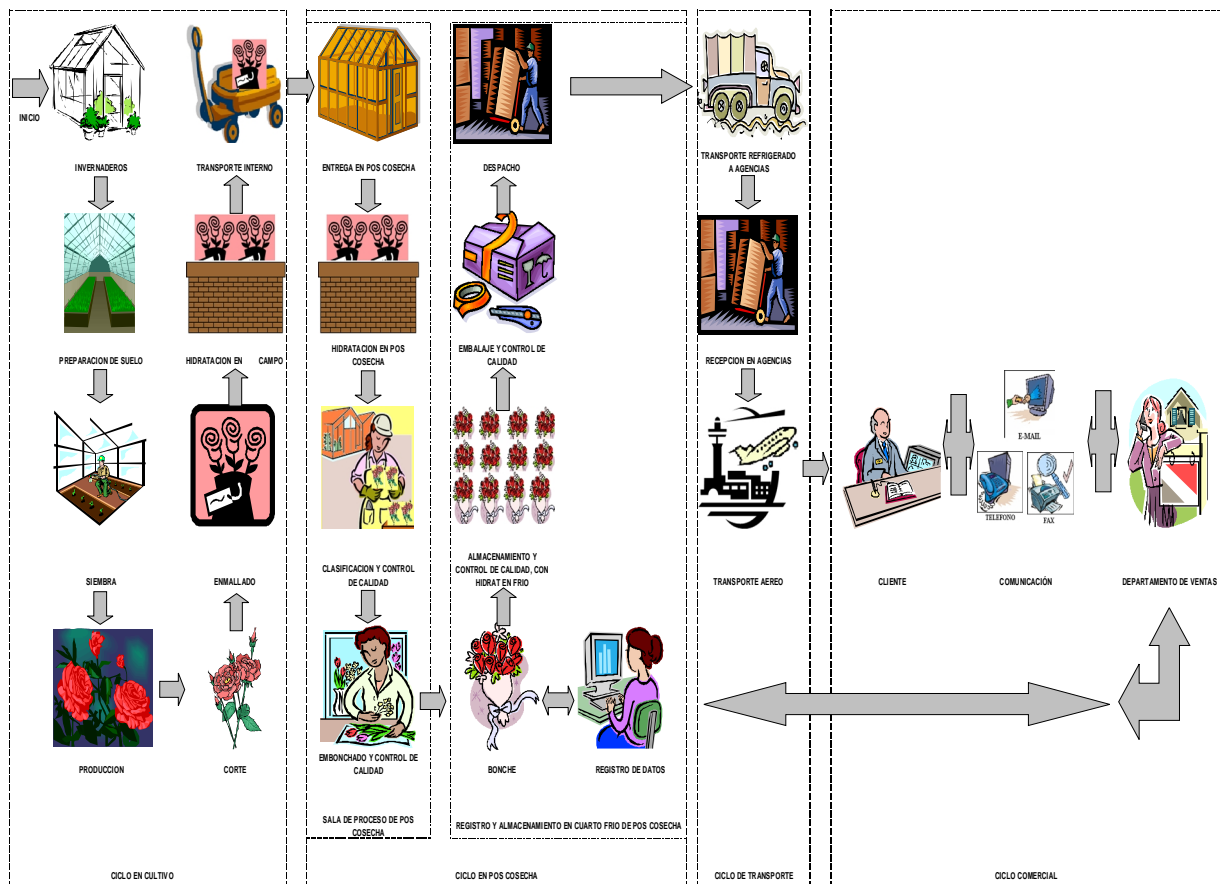 INICIO
INVERNADEROS
PREPARACION DE SUELO
SIEMBRA
PRODUCCION
TRANSPORTE INTERNO
HIDRATACION EN CAMPO
ENMALLADO
CORTE
CICLO EN CULTIVO
ENTREGA EN POS COSECHA
HIDRATACION EN POS
COSECHA
CLASIFICACION Y CONTROL
DE CALIDAD
EMBONCHADO Y CONTROL DE
CALIDAD
SALA DE PROCESO DE POS
COSECHA
DESPACHO
EMBALAJE Y CONTROL DE
CALIDAD
ALMACENAMIENTO Y
CONTROL DE CALIDAD, CON
HIDRAT EN FRIO
BONCHE
REGISTRO DE DATOS
REGISTRO Y ALMACENAMIENTO EN CUARTO FRIO DE POS COSECHA
CICLO EN POS COSECHA
TRANSPORTE REFRIGERADO
A AGENCIAS
RECEPCION EN AGENCIAS
TRANSPORTE AEREO
CICLO DE TRANSPORTE
E-MAIL
TELEFONO
FAX
CLIENTE
COMUNICACIÓN
DEPARTAMENTO DE VENTAS
CICLO COMERCIAL